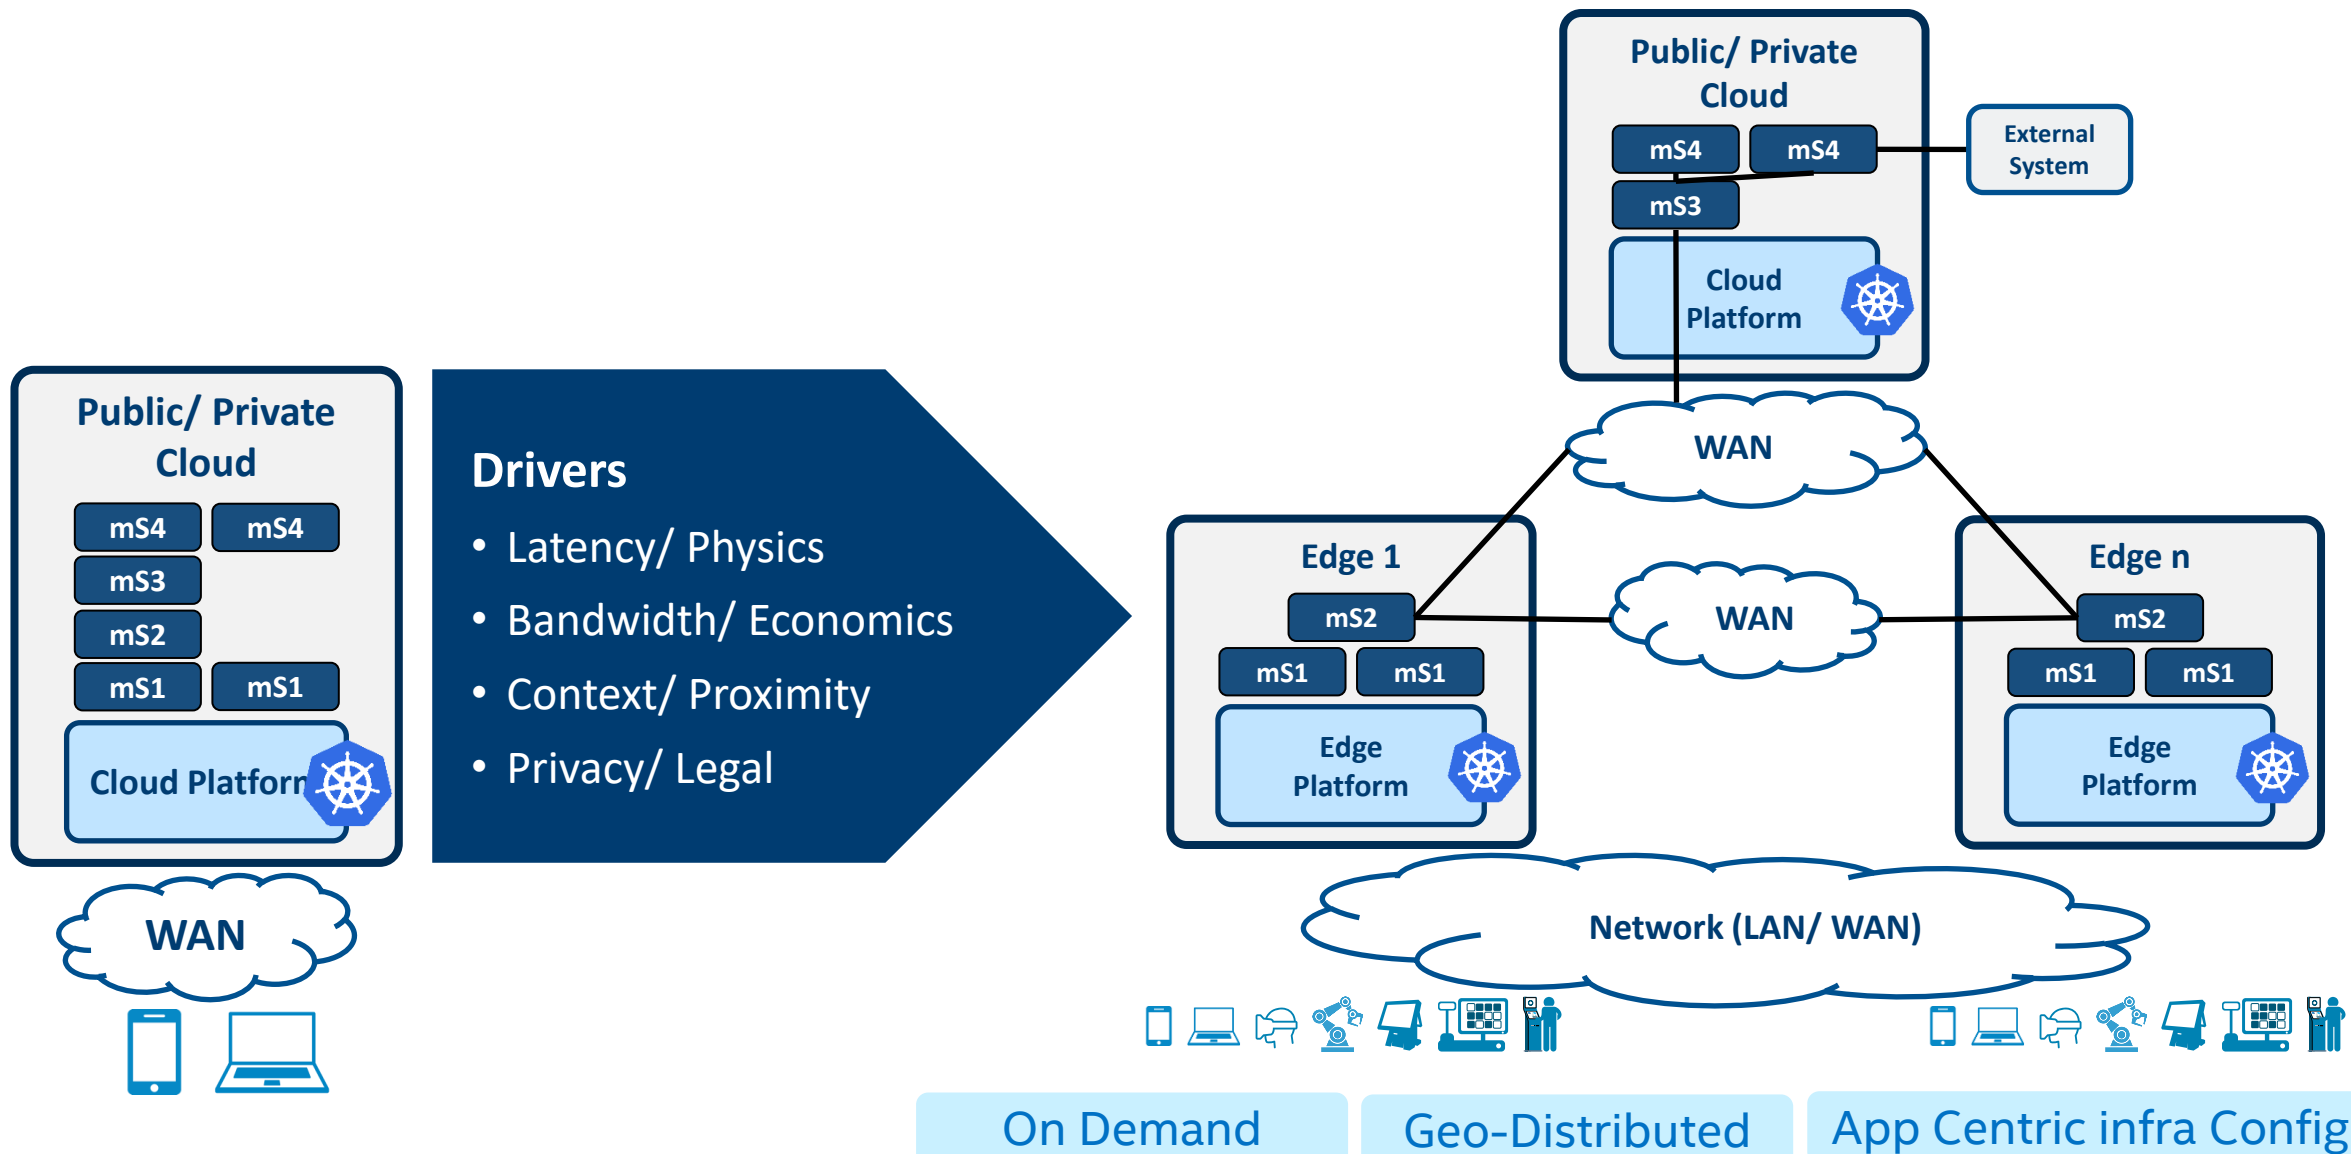 Public/ Private
Cloud
mS4 mS4
mS3
mS2
mS1 mS1
Cloud Platform
WAN
Drivers
• Latency/ Physics
• Bandwidth/ Economics
• Context/ Proximity
• Privacy/ Legal
Public/ Private
Cloud
mS4 mS4
mS3
Cloud
Platform
External
System
WAN
Edge 1
mS2
mS1 mS1
Edge
Platform
WAN
Edge n
mS2
mS1 mS1
Edge
Platform
Network (LAN/ WAN)
On Demand
Geo-Distributed
App Centric infra Config